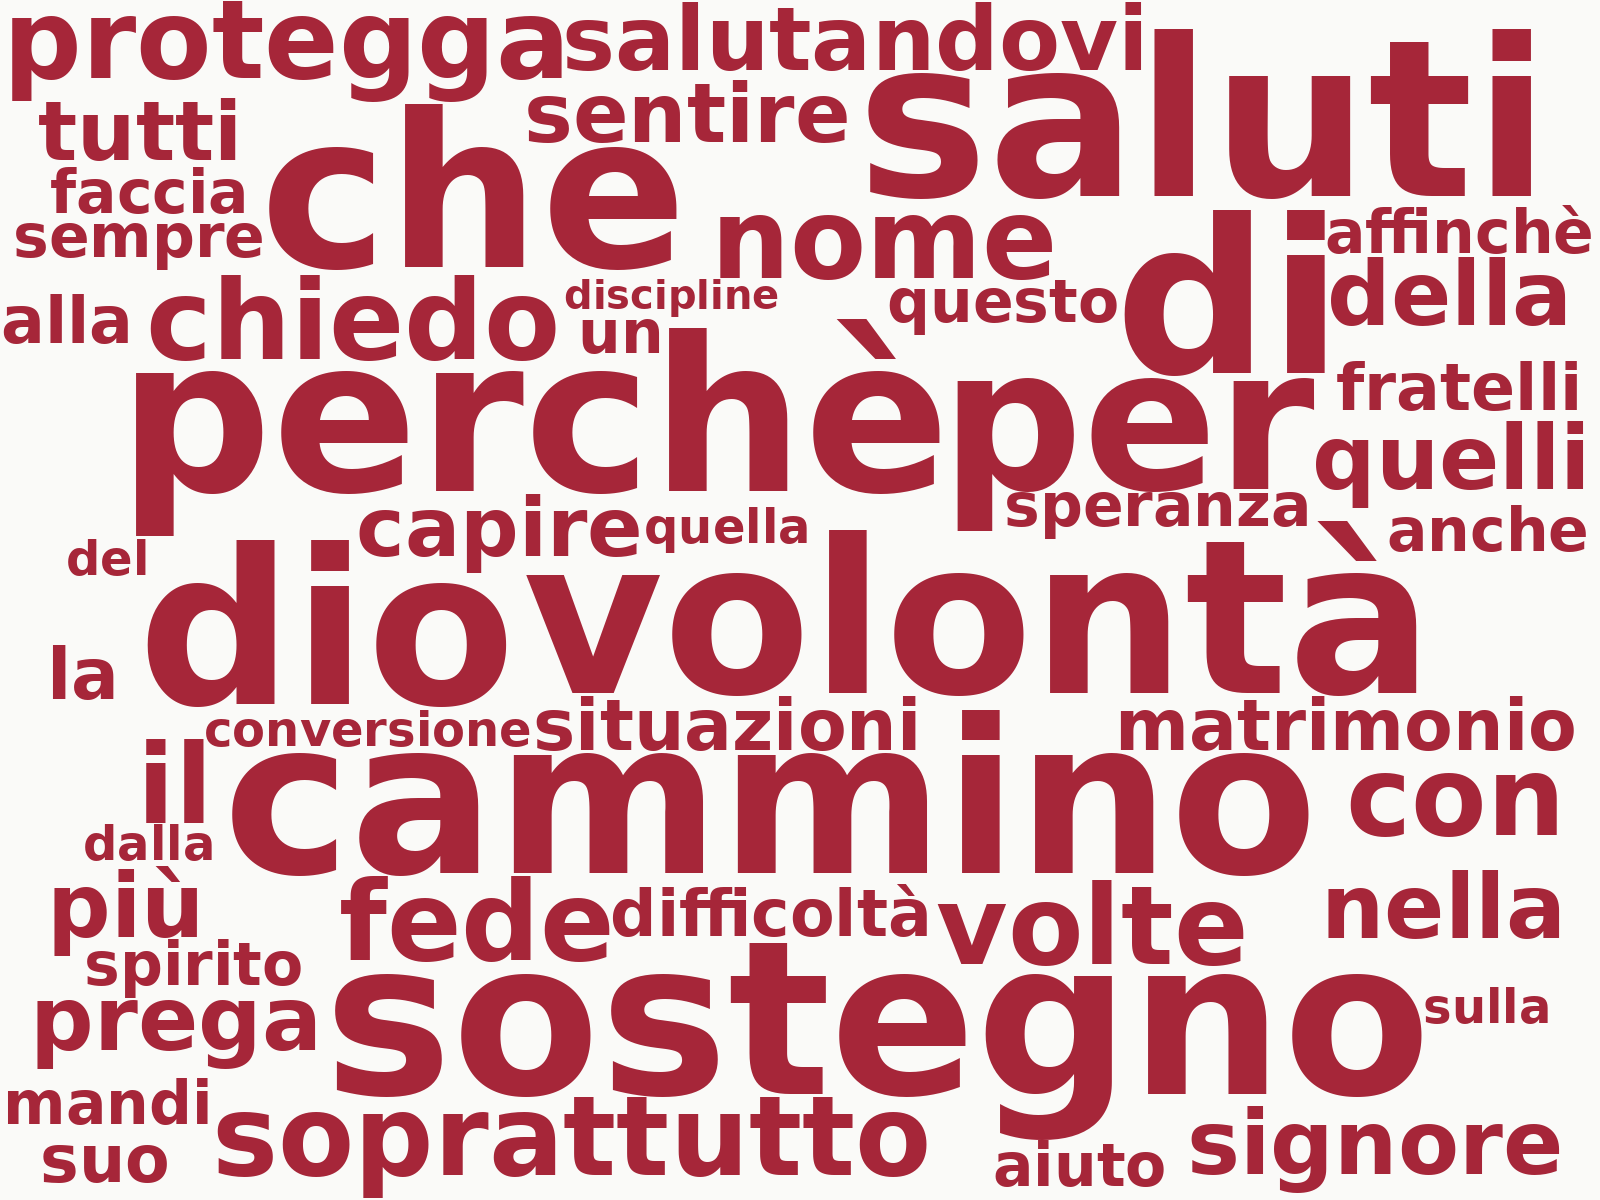 protegga salutandovi
tutti che sentire saluti
faccia
sempre nome di affinchè
alla chiedo discipline questo della
un
perchè per fratelli
quelli
capire quella speranza anche
del dio volontà
la
conversione situazioni matrimonio
il cammino con
dalla
più fede difficoltà volte nella
spirito
prega sostegno sulla
mandi soprattutto signore
suo aiuto